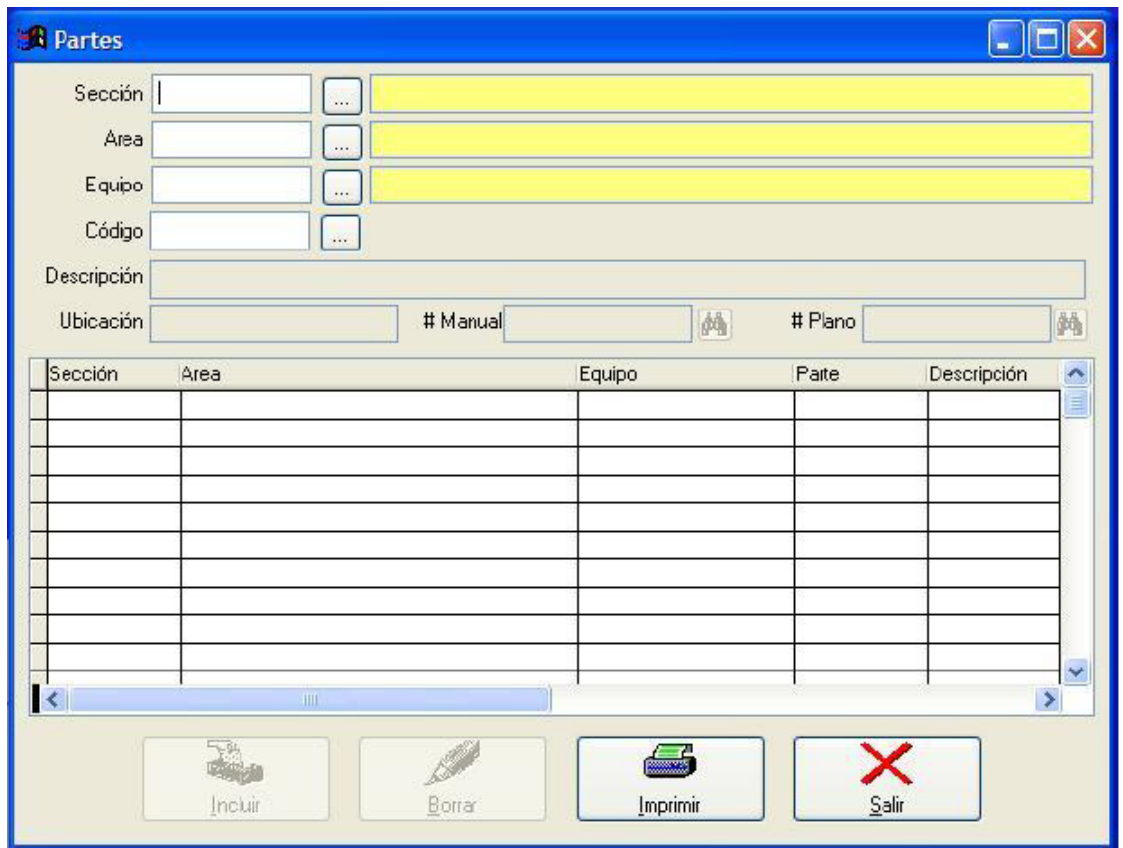 Partes
Sección ...
Area ...
Equipo ...
Código ...
Descripción
Ubicación # Manual # Plano
Sección Area Equipo Parte Descripción
Incluir Borrar Imprimir Salir